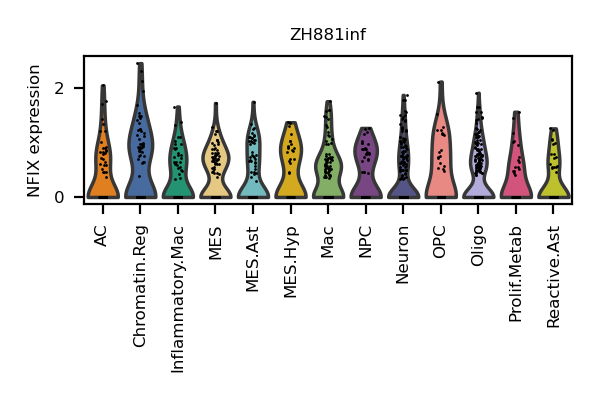 ZH881inf
NFIX expression
2
0
AC
Chromatin.Reg
Inflammatory.Mac
MES
MES.Ast
MES.Hyp
Mac
NPC
Neuron
OPC
Oligo
Prolif.Metab
Reactive.Ast